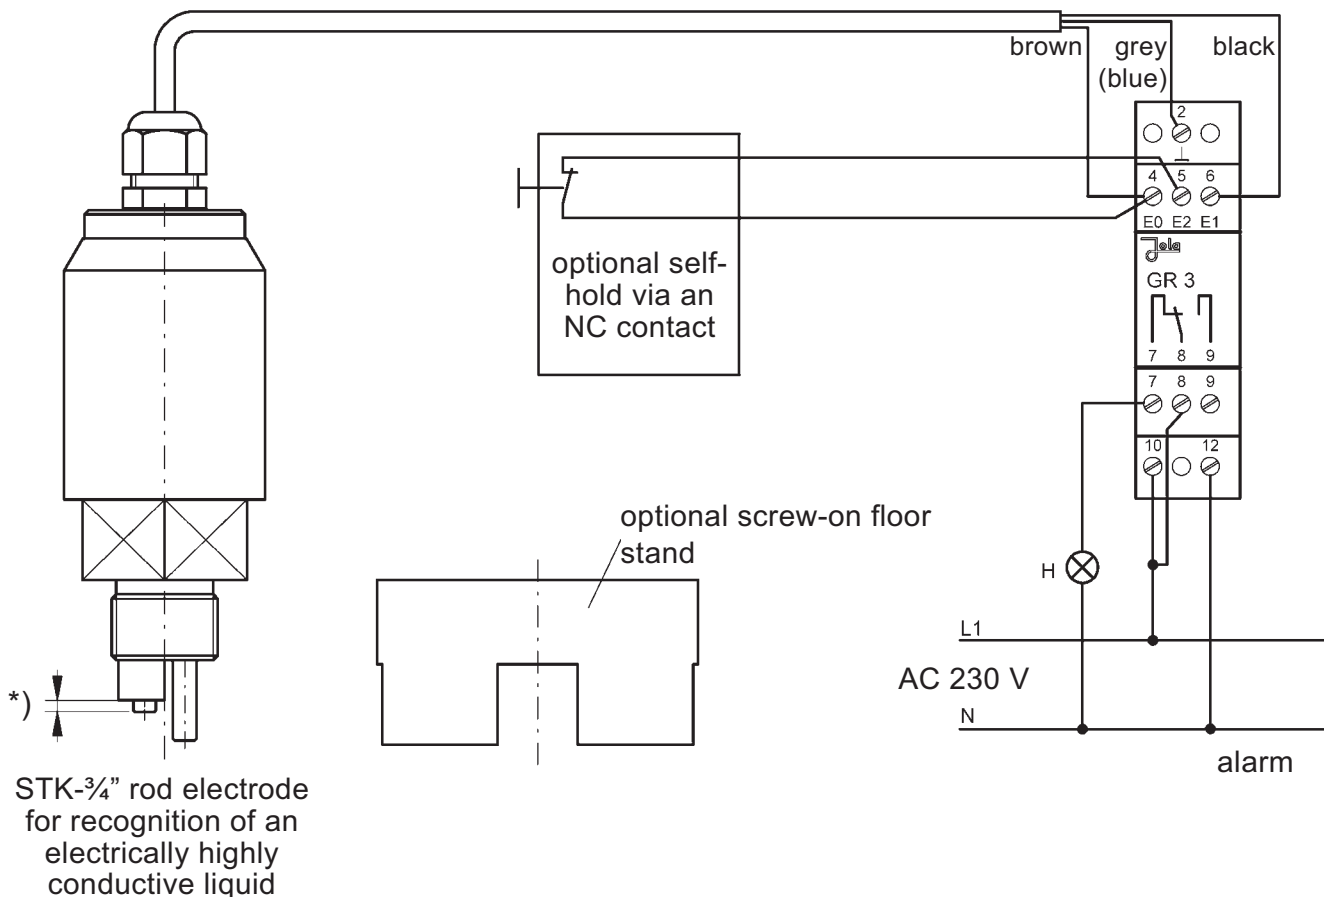 brown
grey
(blue)
black
2
4 5 6
E0 E2 E1
Jola
GR 3
7 8 9
7 8 9
10 12
optional self-
hold via an
NC contact
optional screw-on floor
stand
H
L1
AC 230 V
N
alarm
*)
STK-¾” rod electrode
for recognition of an
electrically highly
conductive liquid